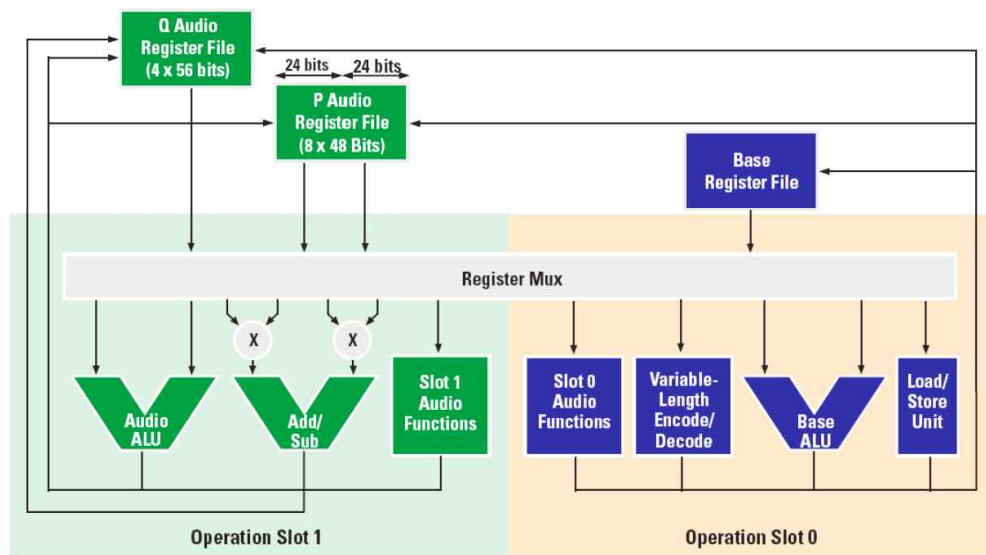 Q Audio
Register File
(4 x 56 bits)
24 bits
24 bits
P Audio
Register File
(8 x 48 Bits)
Base
Register File
Register Mux
X
X
Audio
ALU
Add/
Sub
Slot 1
Audio
Functions
Slot 0
Audio
Functions
Variable-
Length
Encode/
Decode
Base
ALU
Load/
Store
Unit
Operation Slot 1
Operation Slot 0